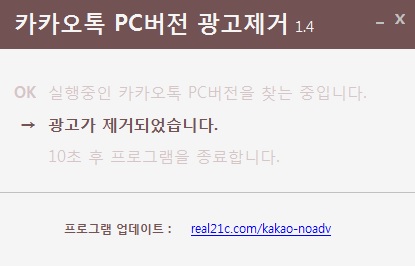 카카오톡 PC버전 광고제거 1.4
OK 실행중인 카카오톡 PC버전을 찾는 중입니다.
→ 광고가 제거되었습니다.
10초 후 프로그램을 종료합니다.
프로그램 업데이트 : real21c.com/kakao-noadv